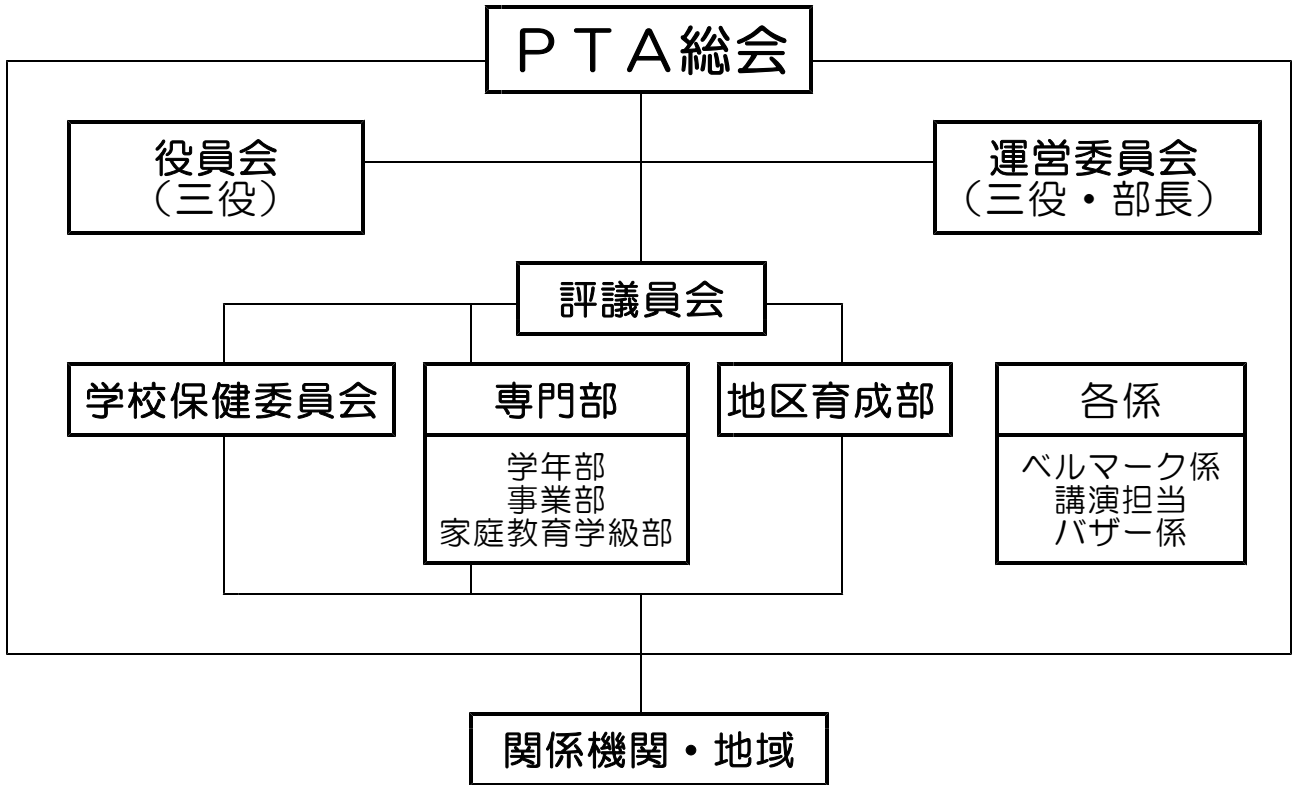 ＰＴＡ総会
役員会
（三役）
運営委員会
（三役・部長）
評議員会
学校保健委員会
専門部
学年部
事業部
家庭教育学級部
地区育成部
各係
ベルマーク係
講演担当
バザー係
関係機関・地域